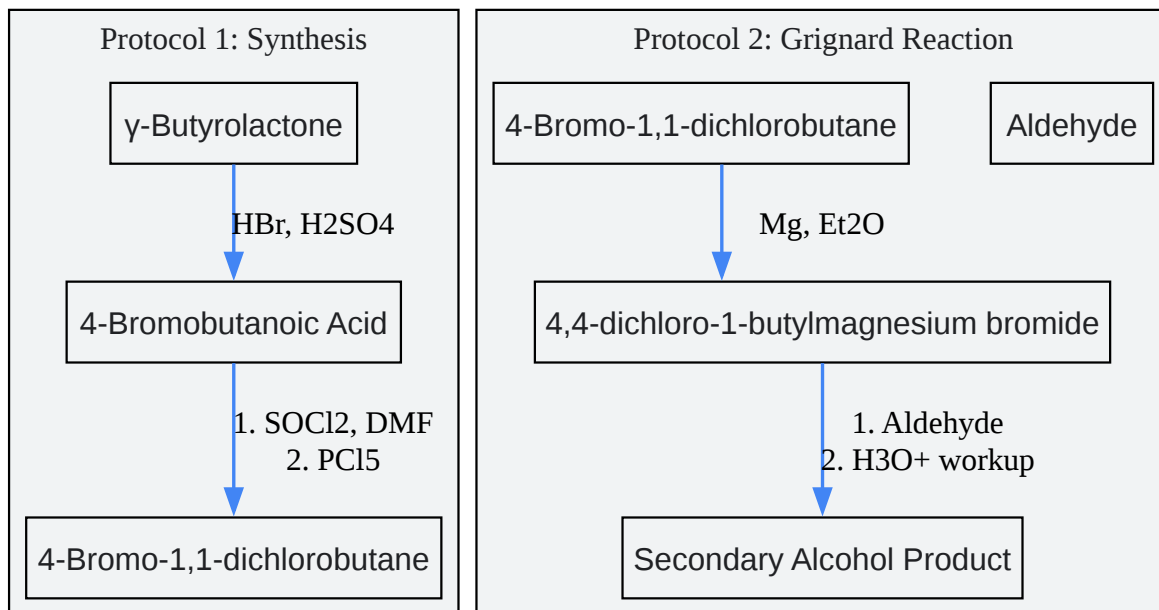 Protocol 1: Synthesis
γ-Butyrolactone
HBr, H2SO4
4-Bromobutanoic Acid
1. SOCl2, DMF
2. PCl5
4-Bromo-1,1-dichlorobutane
Protocol 2: Grignard Reaction
4-Bromo-1,1-dichlorobutane
Aldehyde
Mg, Et2O
4,4-dichloro-1-butylmagnesium bromide
1. Aldehyde
2. H3O+ workup
Secondary Alcohol Product